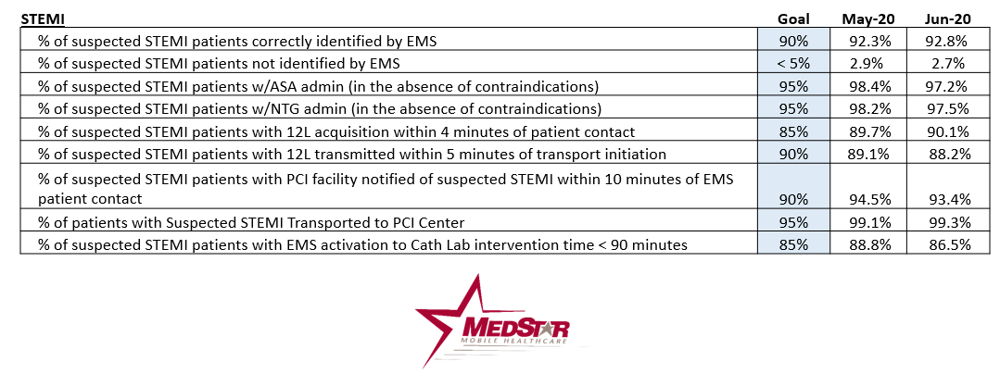 STEMI Goal May-20 Jun-20
% of suspected STEMI patients correctly identified by EMS 90% 92.3% 92.8%
% of suspected STEMI patients not identified by EMS < 5% 2.9% 2.7%
% of suspected STEMI patients w/ASA admin (in the absence of contraindications) 95% 98.4% 97.2%
% of suspected STEMI patients w/NTG admin (in the absence of contraindications) 95% 98.2% 97.5%
% of suspected STEMI patients with 12L acquisition within 4 minutes of patient contact 85% 89.7% 90.1%
% of suspected STEMI patients with 12L transmitted within 5 minutes of transport initiation 90% 89.1% 88.2%
% of suspected STEMI patients with PCI facility notified of suspected STEMI within 10 minutes of EMS
patient contact 90% 94.5% 93.4%
% of patients with Suspected STEMI Transported to PCI Center 95% 99.1% 99.3%
% of suspected STEMI patients with EMS activation to Cath Lab intervention time < 90 minutes 85% 88.8% 86.5%
MEDSTAR
MOBILE HEALTHCARE